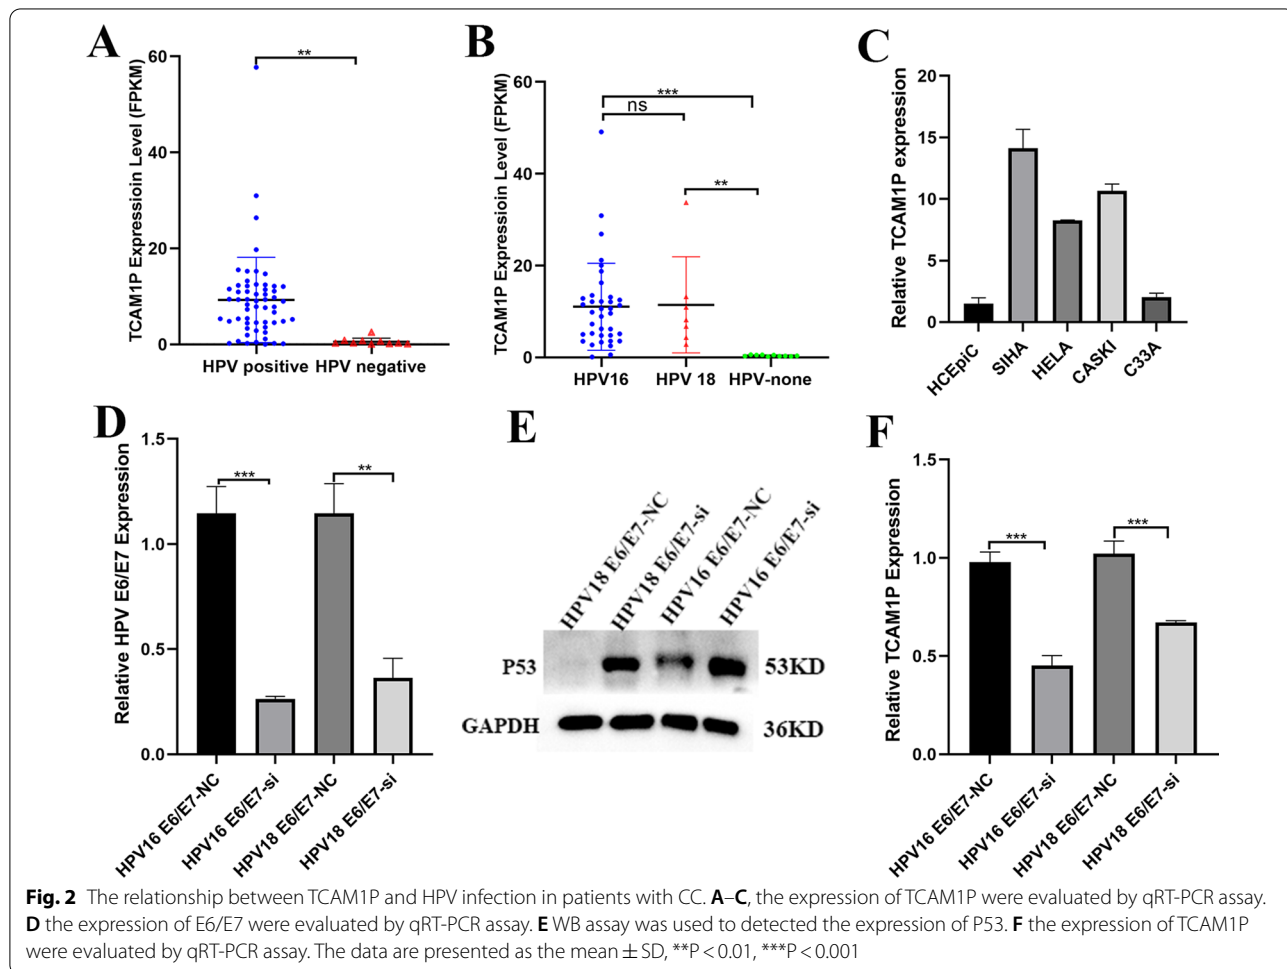 A
TCAM1P Expressioin Level (FPKM)
60
40
20
0
**
HPV positive
HPV negative
B
TCAM1P Expressioin Level (FPKM)
60
40
20
0
***
ns
**
HPV16
HPV 18
HPV-none
C
Relative TCAM1P expression
20
15
10
5
0
HCEpiC
SIHA
HELA
CASKI
C33A
D
Relative HPV E6/E7 Expression
1.5
1.0
0.5
0.0
***
**
HPV16 E6/E7-NC
HPV16 E6/E7-si
HPV18 E6/E7-NC
HPV18 E6/E7-si
E
HPV18 E6/E7-NC
HPV18 E6/E7-si
HPV16 E6/E7-NC
HPV16 E6/E7-si
P53
53KD
GAPDH
36KD
F
Relative TCAM1P Expression
1.5
1.0
0.5
0.0
***
***
HPV16 E6/E7-NC
HPV16 E6/E7-si
HPV18 E6/E7-NC
HPV18 E6/E7-si
Fig. 2 The relationship between TCAM1P and HPV infection in patients with CC. A–C, the expression of TCAM1P were evaluated by qRT-PCR assay.
D the expression of E6/E7 were evaluated by qRT-PCR assay. E WB assay was used to detected the expression of P53. F the expression of TCAM1P
were evaluated by qRT-PCR assay. The data are presented as the mean ± SD, **P < 0.01, ***P < 0.001